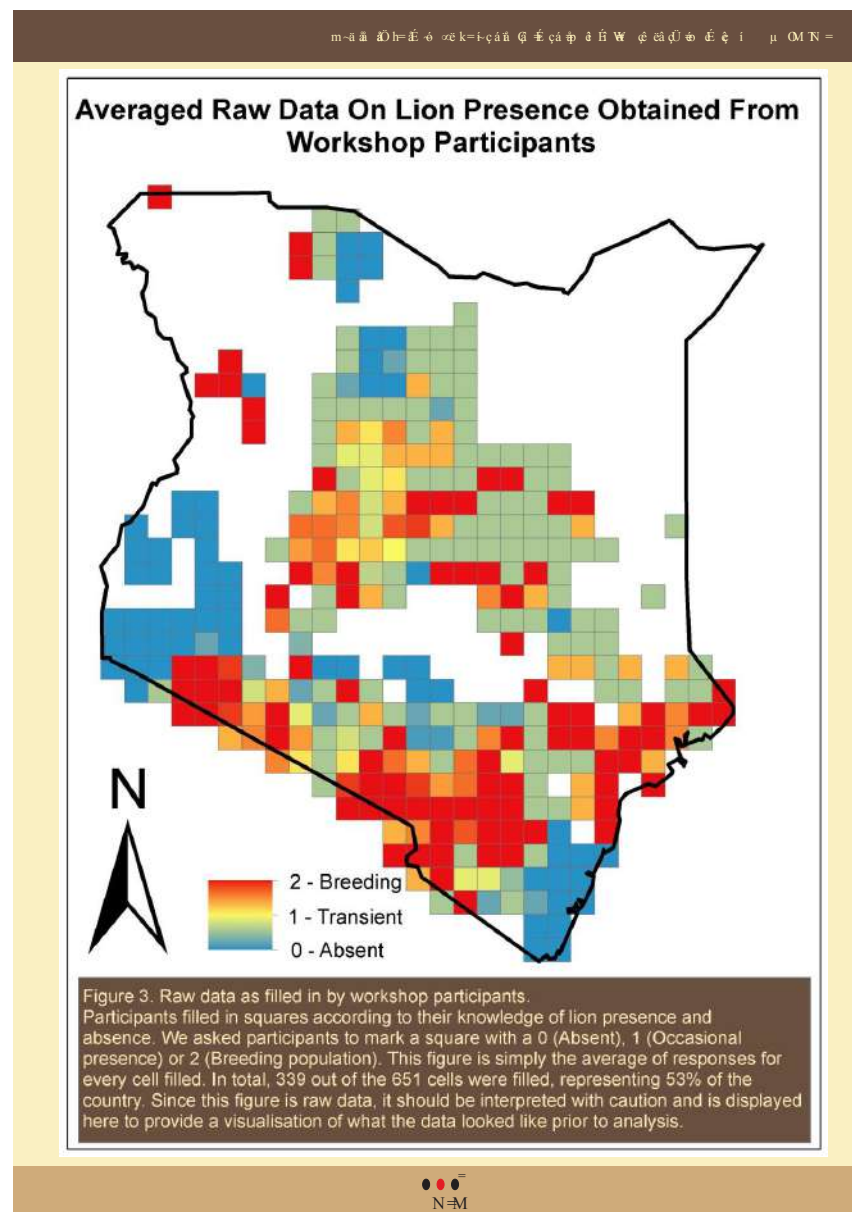 Averaged Raw Data On Lion Presence Obtained From
Workshop Participants
N
2 - Breeding
1 - Transient
0 - Absent
Figure 3. Raw data as filled in by workshop participants.
Participants filled in squares according to their knowledge of lion presence and
absence. We asked participants to mark a square with a 0 (Absent), 1 (Occasional
presence) or 2 (Breeding population). This figure is simply the average of responses for
every cell filled. In total, 339 out of the 651 cells were filled, representing 53% of the
country. Since this figure is raw data, it should be interpreted with caution and is displayed
here to provide a visualisation of what the data looked like prior to analysis.